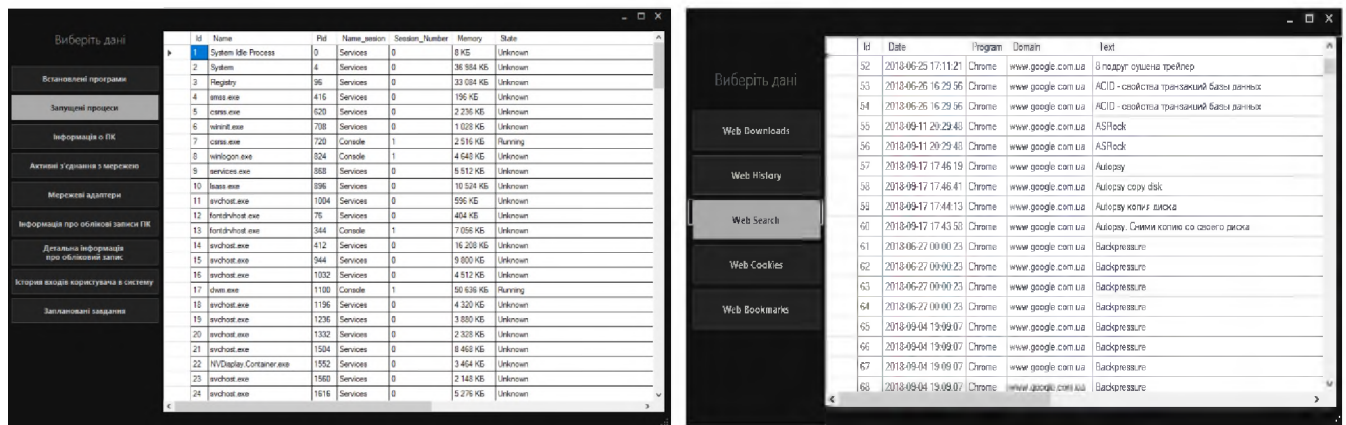 Виберіть дані
Встановлені програми
Запущені процеси
Інформація о ПК
Активні з'єднання з мережею
Мережеві адаптери
Інформація про облікові записи ПК
Детальна інформація
про обліковий запис
Істория входів користувача в систему
Заплановані завдання
Id Name Pid Name_session Session_Number Memory State
1 System Idle Process 0 Services 0 8 КБ Unknown
2 System 4 Services 0 36 984 КБ Unknown
3 Registry 96 Services 0 33 084 КБ Unknown
4 smss.exe 416 Services 0 196 КБ Unknown
5 csrss.exe 620 Services 0 2 236 КБ Unknown
6 wininit.exe 708 Services 0 1 028 КБ Unknown
7 csrss.exe 720 Console 1 2 516 КБ Running
8 winlogon.exe 824 Console 1 4 648 КБ Unknown
9 services.exe 868 Services 0 5 512 КБ Unknown
10 lsass.exe 896 Services 0 10 524 КБ Unknown
11 svchost.exe 1004 Services 0 596 КБ Unknown
12 fontdrvhost.exe 76 Services 0 404 КБ Unknown
13 fontdrvhost.exe 344 Console 1 7 056 КБ Unknown
14 svchost.exe 412 Services 0 16 208 КБ Unknown
15 svchost.exe 944 Services 0 9 800 КБ Unknown
16 svchost.exe 1032 Services 0 4 512 КБ Unknown
17 dwm.exe 1100 Console 1 50 636 КБ Running
18 svchost.exe 1196 Services 0 4 320 КБ Unknown
19 svchost.exe 1236 Services 0 3 880 КБ Unknown
20 svchost.exe 1332 Services 0 2 328 КБ Unknown
21 svchost.exe 1504 Services 0 8 468 КБ Unknown
22 NVDisplay.Container.exe 1552 Services 0 3 464 КБ Unknown
23 svchost.exe 1560 Services 0 2 148 КБ Unknown
24 svchost.exe 1616 Services 0 5 276 КБ Unknown
Виберіть дані
Web Downloads
Web History
Web Search
Web Cookies
Web Bookmarks
Id Date Program Domain Text
52 2018-06-25 17:11:21 Chrome www.google.com.ua 8 подруг оушена трейлер
53 2018-06-26 16:29:56 Chrome www.google.com.ua ACID - свойства транзакций базы данных
54 2018-06-26 16:29:56 Chrome www.google.com.ua ACID - свойства транзакций базы данных
55 2018-09-11 20:29:48 Chrome www.google.com.ua ASRock
56 2018-09-11 20:29:48 Chrome www.google.com.ua ASRock
57 2018-09-17 17:46:19 Chrome www.google.com.ua Autopsy
58 2018-09-17 17:46:41 Chrome www.google.com.ua Autopsy copy disk
59 2018-09-17 17:44:13 Chrome www.google.com.ua Autopsy копия диска
60 2018-09-17 17:43:58 Chrome www.google.com.ua Autopsy. Сними копию со своего диска
61 2018-06-27 00:00:23 Chrome www.google.com.ua Backpressure
62 2018-06-27 00:00:23 Chrome www.google.com.ua Backpressure
63 2018-06-27 00:00:23 Chrome www.google.com.ua Backpressure
64 2018-06-27 00:00:23 Chrome www.google.com.ua Backpressure
65 2018-09-04 19:09:07 Chrome www.google.com.ua Backpressure
66 2018-09-04 19:09:07 Chrome www.google.com.ua Backpressure
67 2018-09-04 19:09:07 Chrome www.google.com.ua Backpressure
68 2018-09-04 19:09:07 Chrome www.google.com.ua Backpressure